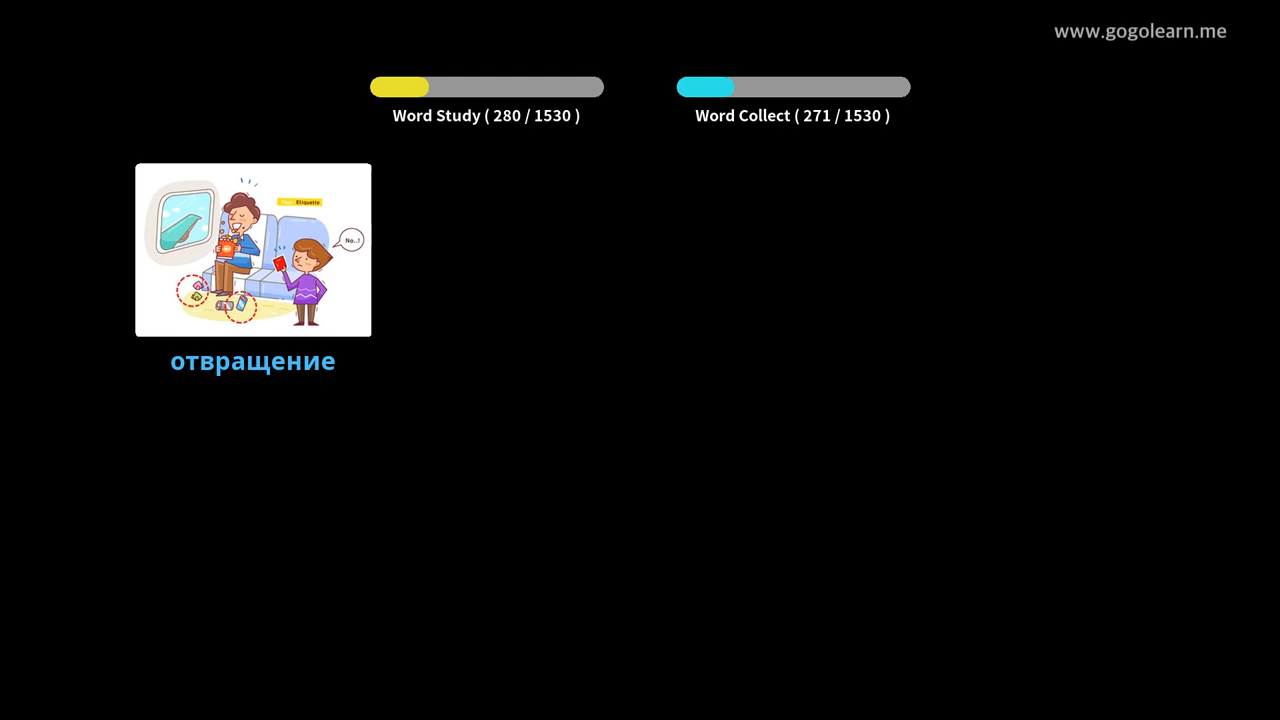 www.gogolearn.me
Word Study ( 280 / 1530 )
Word Collect ( 271 / 1530 )
Etiquette
No..!
отвращение